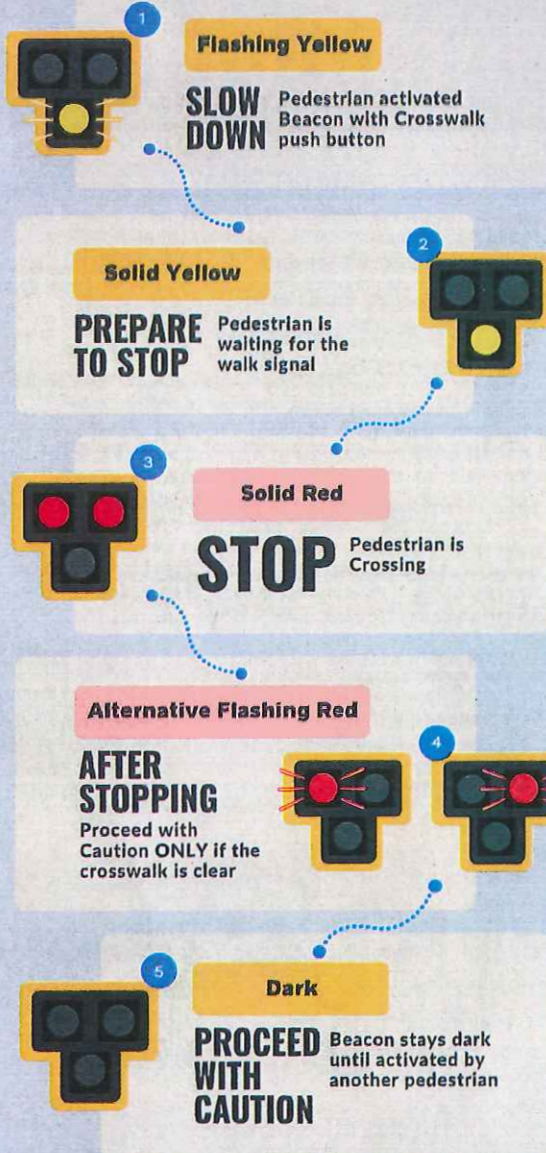 1
Flashing Yellow
SLOW
DOWN
Pedestrian activated
Beacon with Crosswalk
push button
2
Solid Yellow
PREPARE
TO STOP
Pedestrian is
waiting for the
walk signal
3
Solid Red
STOP
Pedestrian is
Crossing
4
Alternative Flashing Red
AFTER
STOPPING
Proceed with
Caution ONLY if the
crosswalk is clear
5
Dark
PROCEED
WITH
CAUTION
Beacon stays dark
until activated by
another pedestrian